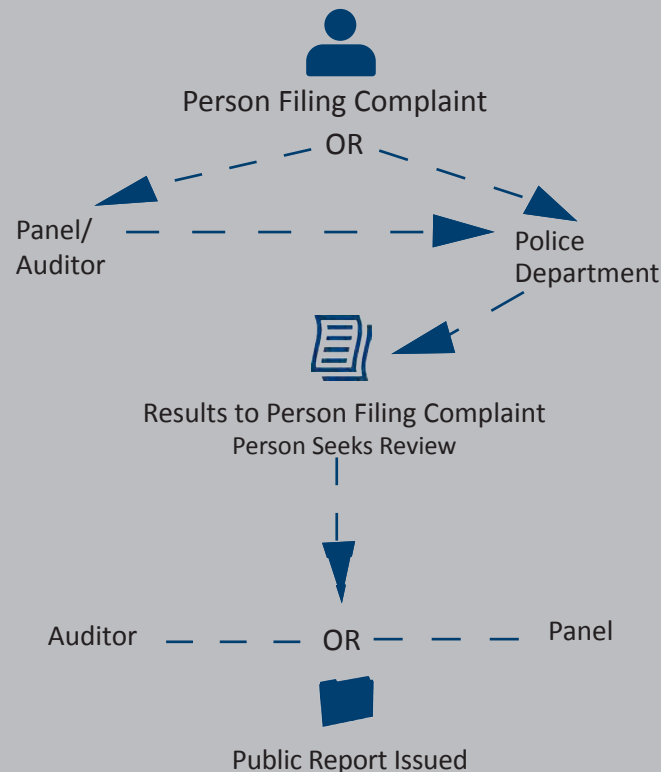 Person Filing Complaint
OR
Panel/
Auditor
Police
Department
Results to Person Filing Complaint
Person Seeks Review
Auditor
OR
Panel
Public Report Issued